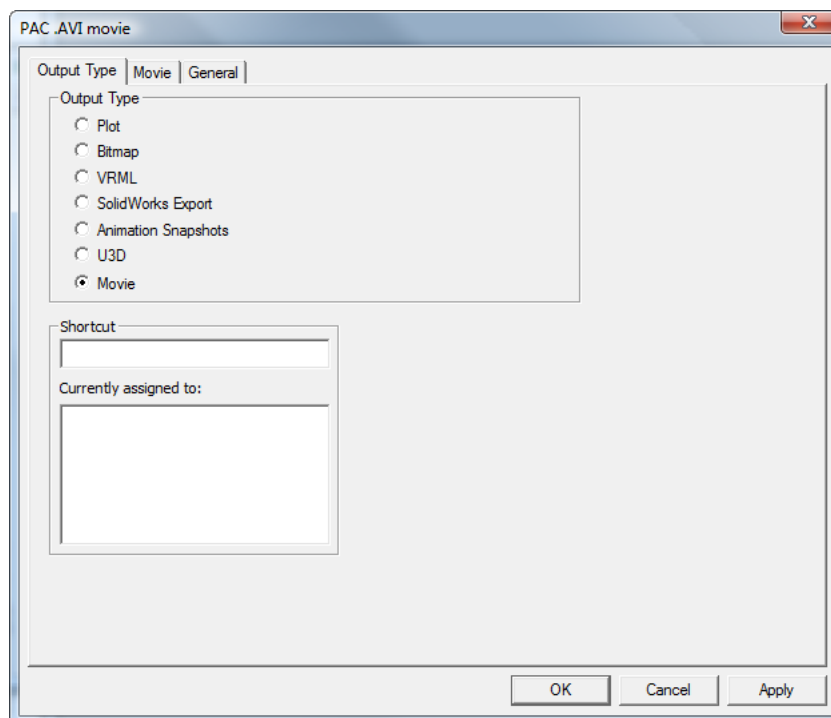 PAC .AVI movie
Output Type Movie General
Output Type
Plot
Bitmap
VRML
SolidWorks Export
Animation Snapshots
U3D
Movie
Shortcut
Currently assigned to:
OK Cancel Apply